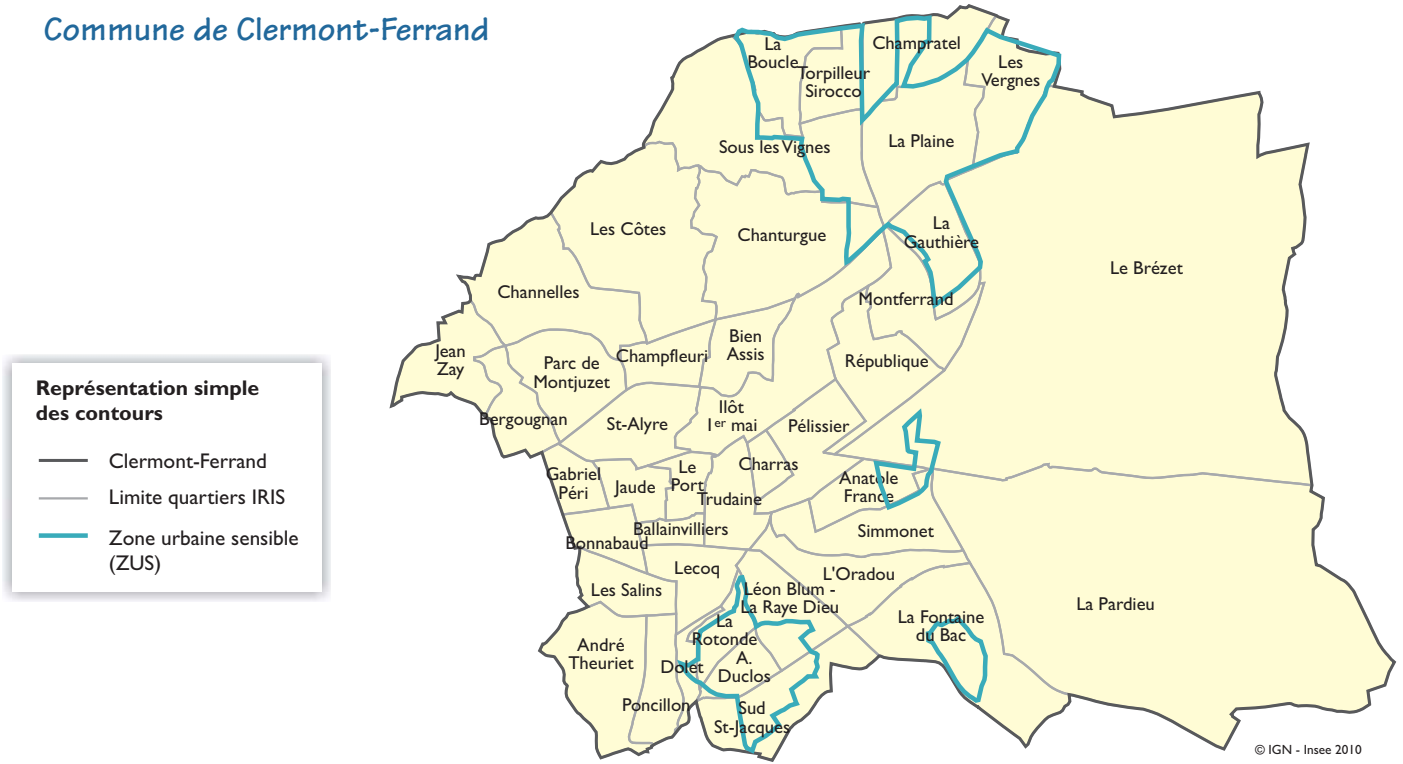 Commune de Clermont-Ferrand
La
Boucle
Torpilleur
Sirocco
Champratel
Les
Vergnes
Sous les Vignes
La Plaine
Les Côtes
Chanturgue
La
Gauthière
Le Brézet
Channelles
Montferrand
Jean
Zay
Parc de
Montjuzet
Champfleuri
Bien
Assis
République
Bergougnan
St-Alyre
Ilôt
1er mai
Pélissier
Gabriel
Péri
Jaude
Le
Port
Trudaine
Charras
Anatole
France
Ballainvilliers
Bonnabaud
Simmonet
Lecoq
L'Oradou
Les Salins
Léon Blum -
La Raye Dieu
La Pardieu
La Fontaine
du Bac
La
Rotonde
André
Theuriet
Dolet
A.
Duclos
Poncillon
Sud
St-Jacques
Représentation simple
des contours
Clermont-Ferrand
Limite quartiers IRIS
Zone urbaine sensible
(ZUS)
© IGN - Insee 2010